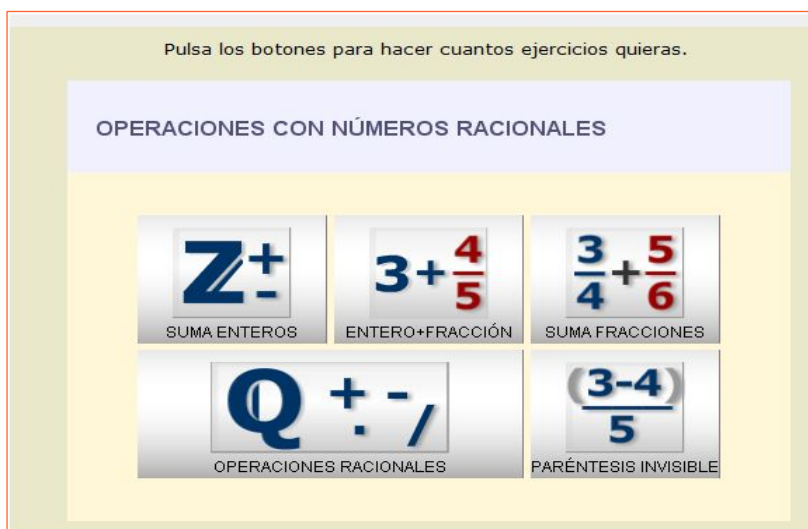 Pulsa los botones para hacer cuantos ejercicios quieras.
OPERACIONES CON NÚMEROS RACIONALES
Z + -
SUMA ENTEROS
3+4/5
ENTERO+FRACCIÓN
3/4+5/6
SUMA FRACCIONES
Q + - · /
OPERACIONES RACIONALES
(3-4)/5
PARÉNTESIS INVISIBLE